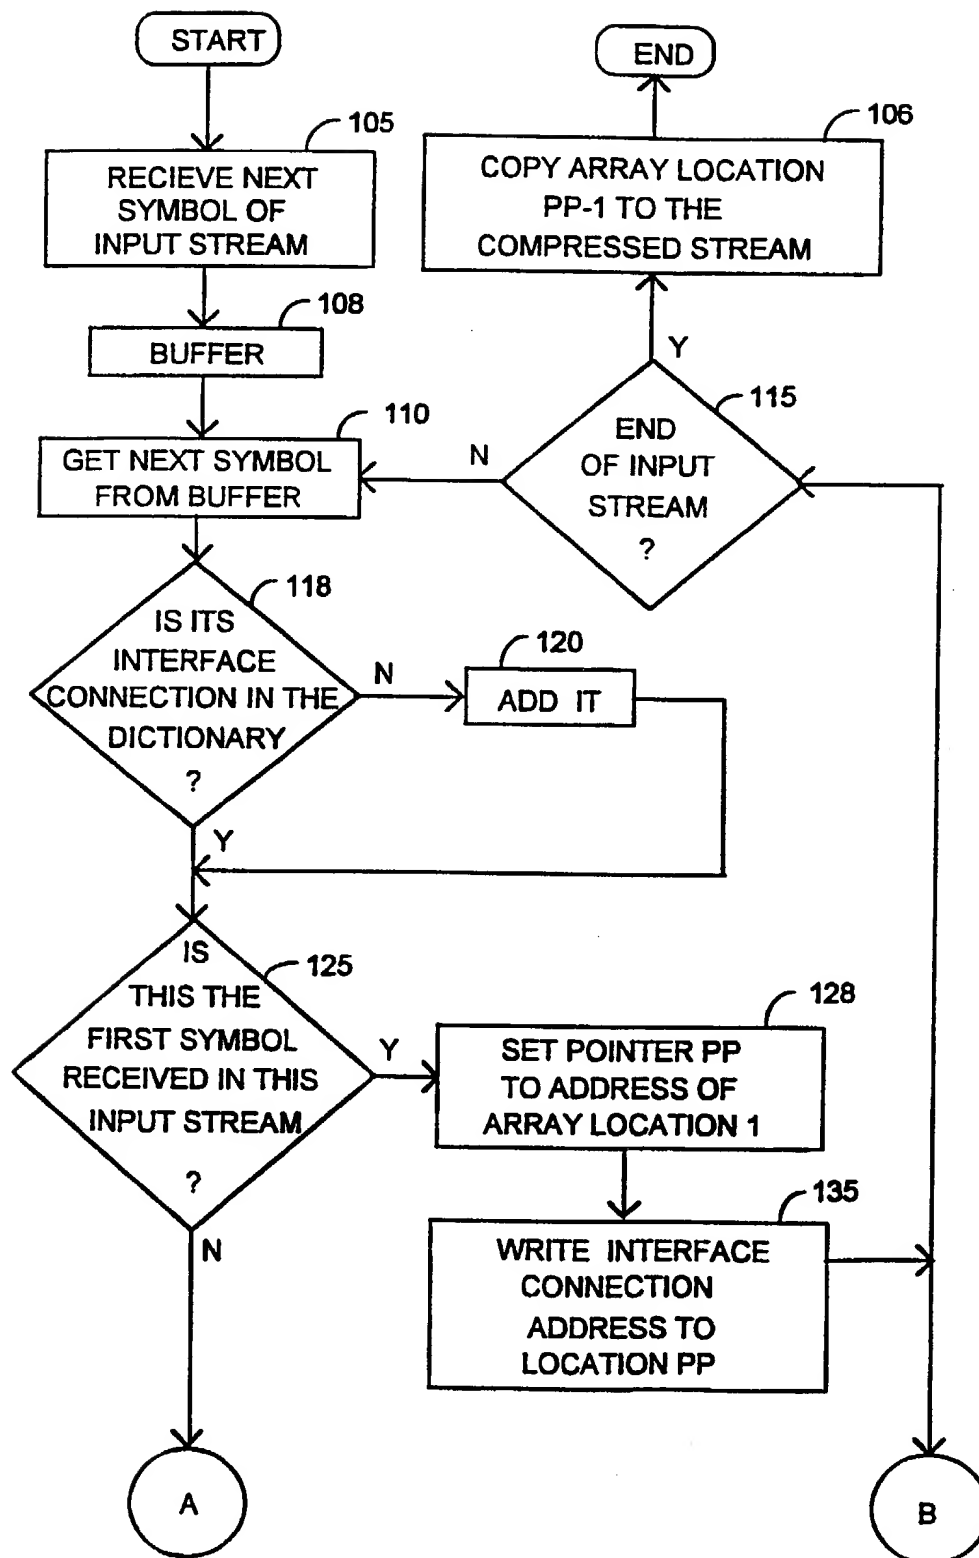 START
105
RECIEVE NEXT
SYMBOL OF
INPUT STREAM
108
BUFFER
110
GET NEXT SYMBOL
FROM BUFFER
END
106
COPY ARRAY LOCATION
PP-1 TO THE
COMPRESSED STREAM
Y
115
END
OF INPUT
STREAM
?
N
118
IS ITS
INTERFACE
CONNECTION IN THE
DICTIONARY
?
N
120
ADD IT
Y
125
IS
THIS THE
FIRST SYMBOL
RECEIVED IN THIS
INPUT STREAM
?
Y
128
SET POINTER PP
TO ADDRESS OF
ARRAY LOCATION 1
135
WRITE INTERFACE
CONNECTION
ADDRESS TO
LOCATION PP
N
A
B